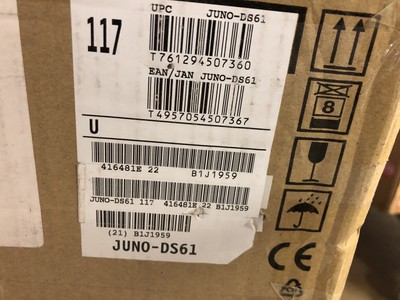 UPC JUNO-DS61
117
T761294507360
EAN/JAN JUNO-DS61
T4957054507367
U
416481E 22 B1J1959
JUNO-DS61 117 416481E 22 B1J1959
(21) B1J1959
JUNO-DS61
8
CE